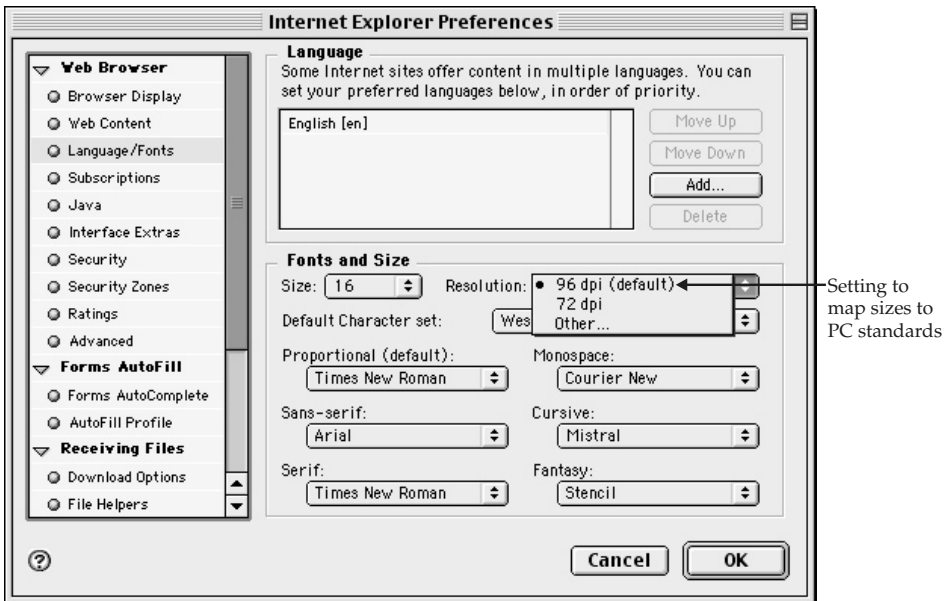 Internet Explorer Preferences
Web Browser
Browser Display
Web Content
Language/Fonts
Subscriptions
Java
Interface Extras
Security
Security Zones
Ratings
Advanced
Forms AutoFill
Forms AutoComplete
AutoFill Profile
Receiving Files
Download Options
File Helpers
Language
Some Internet sites offer content in multiple languages. You can
set your preferred languages below, in order of priority.
English [en]
Move Up
Move Down
Add...
Delete
Fonts and Size
Size: 16 Resolution: • 96 dpi (default)
72 dpi
Other...
Default Character set: Wes
Proportional (default): Monospace:
Times New Roman Courier New
Sans-serif: Cursive:
Arial Mistral
Serif: Fantasy:
Times New Roman Stencil
?
Cancel OK
Setting to
map sizes to
PC standards